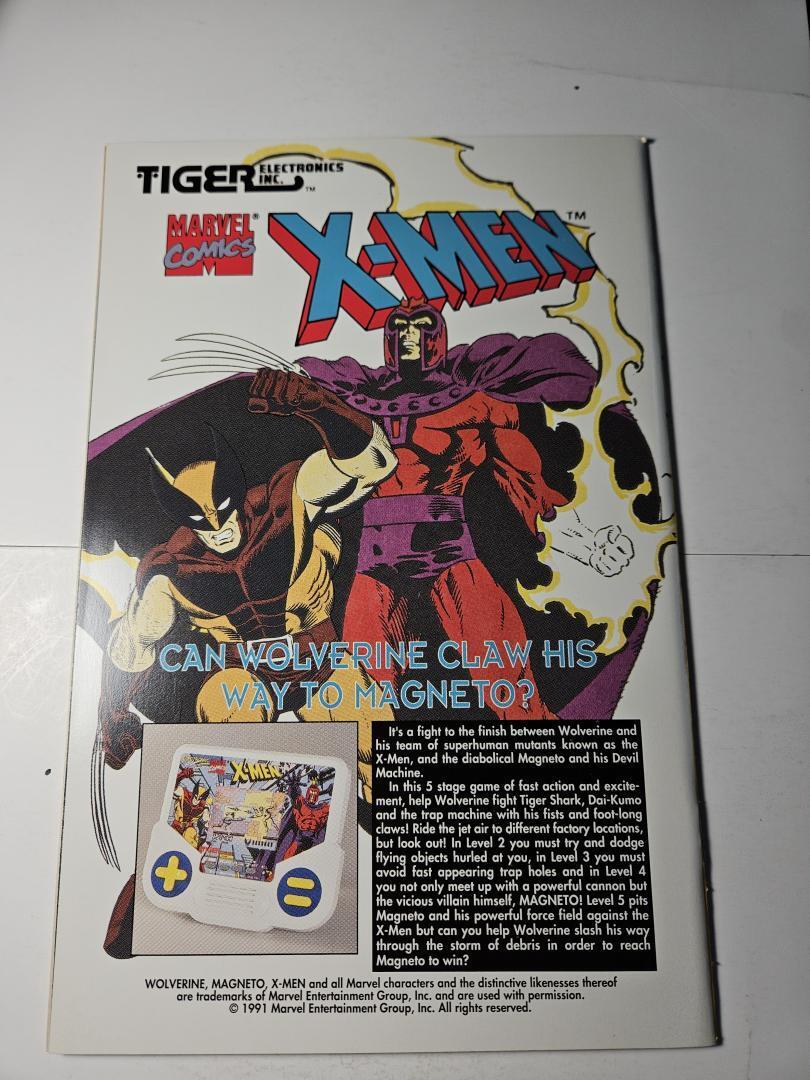 TIGER ELECTRONICS INC.™
MARVEL® COMICS
X-MEN™
CAN WOLVERINE CLAW HIS
WAY TO MAGNETO?
X-MEN
It's a fight to the finish between Wolverine and
his team of superhuman mutants known as the
X-Men, and the diabolical Magneto and his Devil
Machine.
In this 5 stage game of fast action and excite-
ment, help Wolverine fight Tiger Shark, Dai-Kumo
and the trap machine with his fists and foot-long
claws! Ride the jet air to different factory locations,
but look out! In Level 2 you must try and dodge
flying objects hurled at you, in Level 3 you must
avoid fast appearing trap holes and in Level 4
you not only meet up with a powerful cannon but
the vicious villain himself, MAGNETO! Level 5 pits
Magneto and his powerful force field against the
X-Men but can you help Wolverine slash his way
through the storm of debris in order to reach
Magneto to win?
WOLVERINE, MAGNETO, X-MEN and all Marvel characters and the distinctive likenesses thereof
are trademarks of Marvel Entertainment Group, Inc. and are used with permission.
© 1991 Marvel Entertainment Group, Inc. All rights reserved.